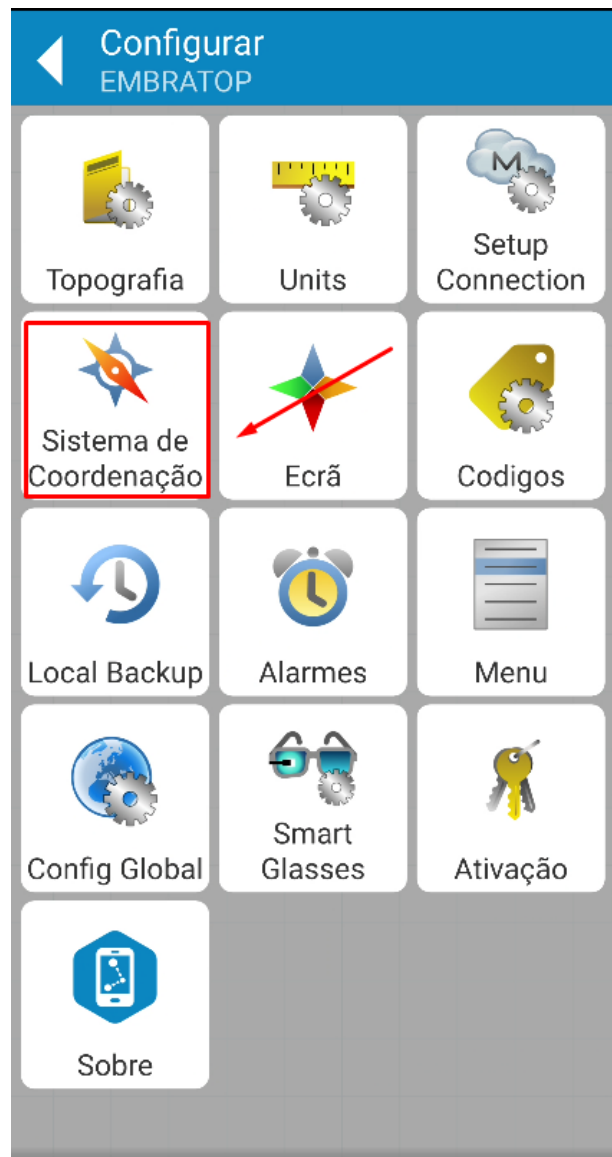 Configurar
EMBRATOP
Topografia
Units
Setup
Connection
Sistema de
Coordenação
Ecrã
Codigos
Local Backup
Alarmes
Menu
Config Global
Smart
Glasses
Ativação
Sobre